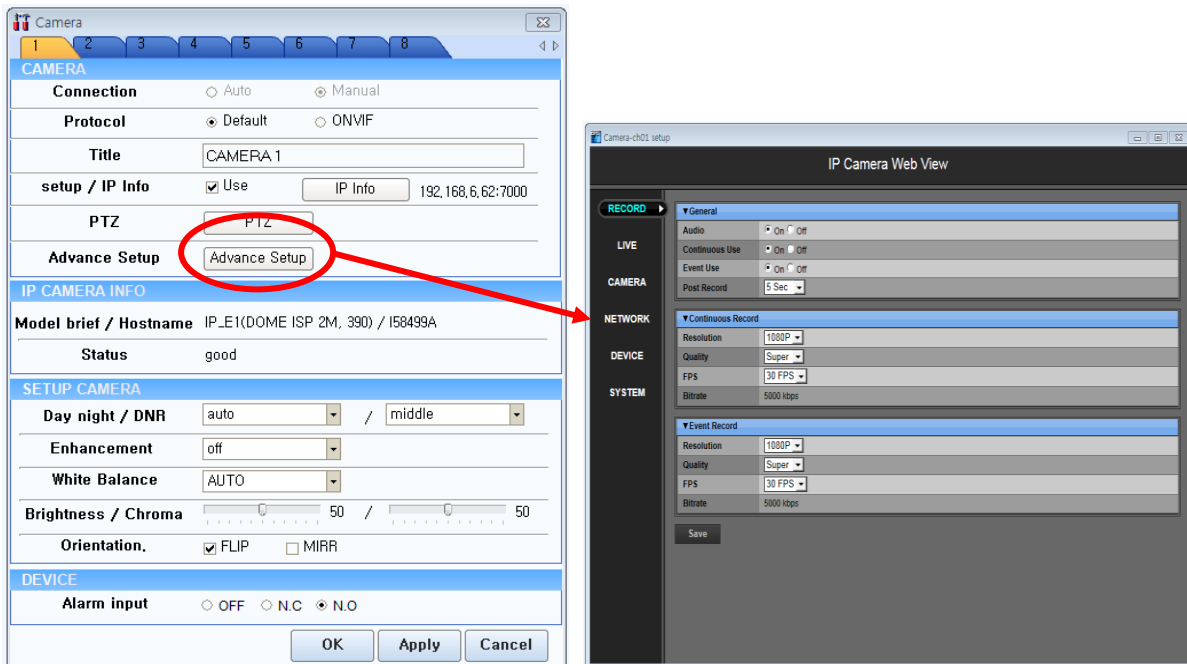 Camera
1 2 3 4 5 6 7 8
CAMERA
Connection Auto Manual
Protocol Default ONVIF
Title CAMERA 1
setup / IP Info Use IP Info 192,168,6,62:7000
PTZ PTZ
Advance Setup Advance Setup
IP CAMERA INFO
Model brief / Hostname IP_E1(DOME ISP 2M, 390) / I58499A
Status good
SETUP CAMERA
Day night / DNR auto / middle
Enhancement off
White Balance AUTO
Brightness / Chroma 50 / 50
Orientation. FLIP MIRR
DEVICE
Alarm input OFF N.C N.O
OK Apply Cancel
Camera-ch01 setup
IP Camera Web View
RECORD
LIVE
CAMERA
NETWORK
DEVICE
SYSTEM
▼General
Audio On Off
Continuous Use On Off
Event Use On Off
Post Record 5 Sec
▼Continuous Record
Resolution 1080P
Quality Super
FPS 30 FPS
Bitrate 5000 kbps
▼Event Record
Resolution 1080P
Quality Super
FPS 30 FPS
Bitrate 5000 kbps
Save